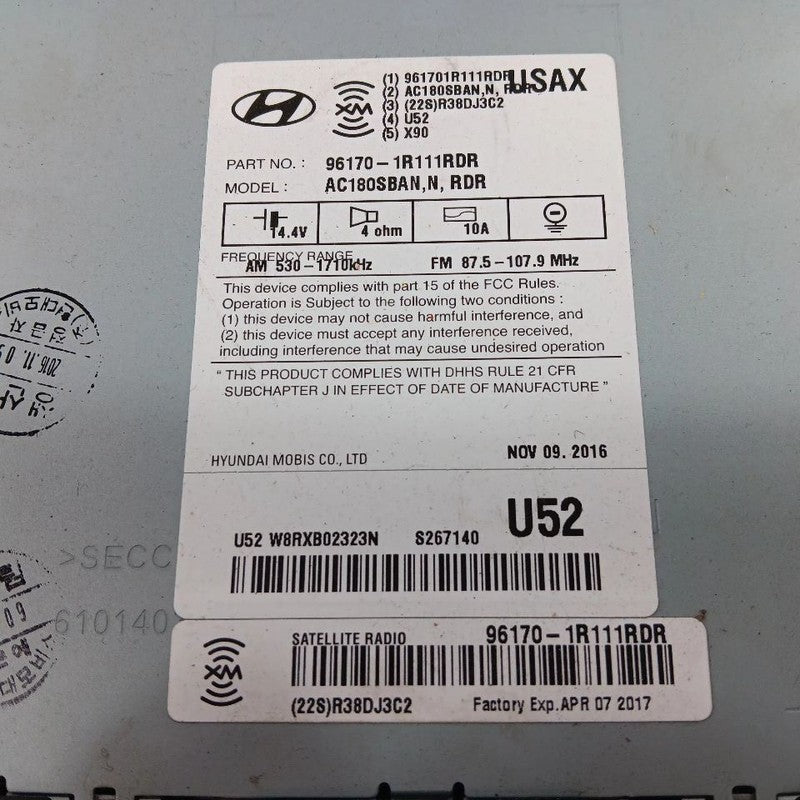 XM
(1) 961701R111RDR USAX
(2) AC180SBAN,N, RDR
(3) (22S)R38DJ3C2
(4) U52
(5) X90
PART NO. : 96170-1R111RDR
MODEL : AC180SBAN,N, RDR
14.4V 4 ohm 10A
FREQUENCY RANGE
AM 530-1710kHz FM 87.5-107.9 MHz
This device complies with part 15 of the FCC Rules.
Operation is Subject to the following two conditions :
(1) this device may not cause harmful interference, and
(2) this device must accept any interference received,
including interference that may cause undesired operation
" THIS PRODUCT COMPLIES WITH DHHS RULE 21 CFR
SUBCHAPTER J IN EFFECT OF DATE OF MANUFACTURE "
HYUNDAI MOBIS CO., LTD NOV 09. 2016
U52
U52 W8RXB02323N S267140
>SECC
610140
XM
SATELLITE RADIO 96170-1R111RDR
(22S)R38DJ3C2 Factory Exp.APR 07 2017